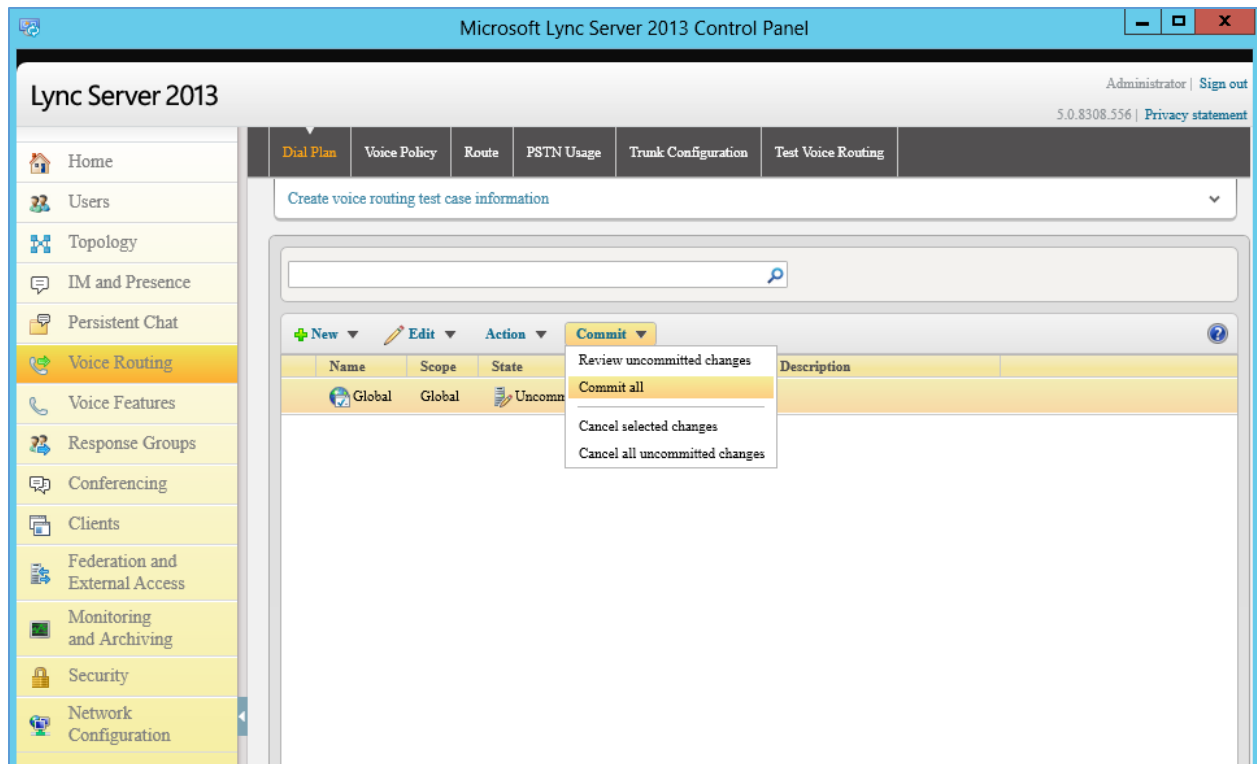 Microsoft Lync Server 2013 Control Panel
Lync Server 2013
Administrator | Sign out
5.0.8308.556 | Privacy statement
Home
Users
Topology
IM and Presence
Persistent Chat
Voice Routing
Voice Features
Response Groups
Conferencing
Clients
Federation and
External Access
Monitoring
and Archiving
Security
Network
Configuration
Dial Plan Voice Policy Route PSTN Usage Trunk Configuration Test Voice Routing
Create voice routing test case information
New Edit Action Commit
Name Scope State Description
Global Global Uncomm
Review uncommitted changes
Commit all
Cancel selected changes
Cancel all uncommitted changes